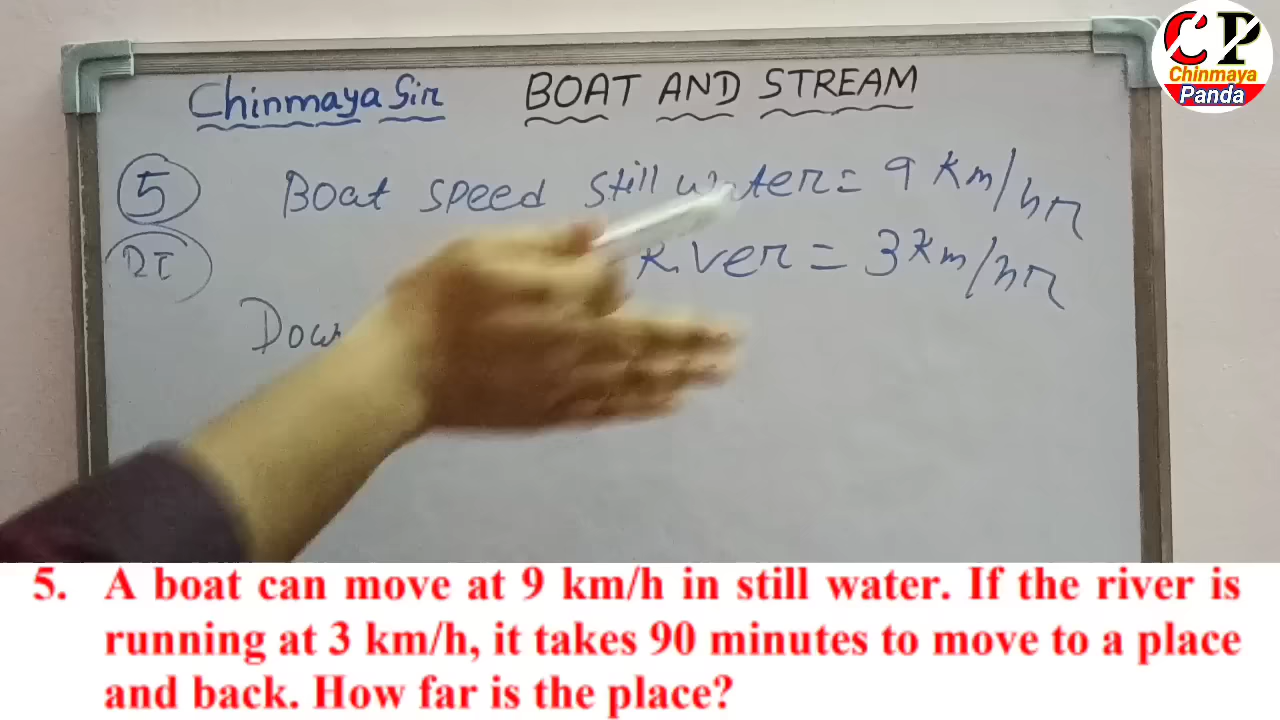 CP
Chinmaya
Panda
Chinmaya Sir BOAT AND STREAM
5 Boat speed still water = 9 km/hr
River = 3 km/hr
5. A boat can move at 9 km/h in still water. If the river is
running at 3 km/h, it takes 90 minutes to move to a place
and back. How far is the place?